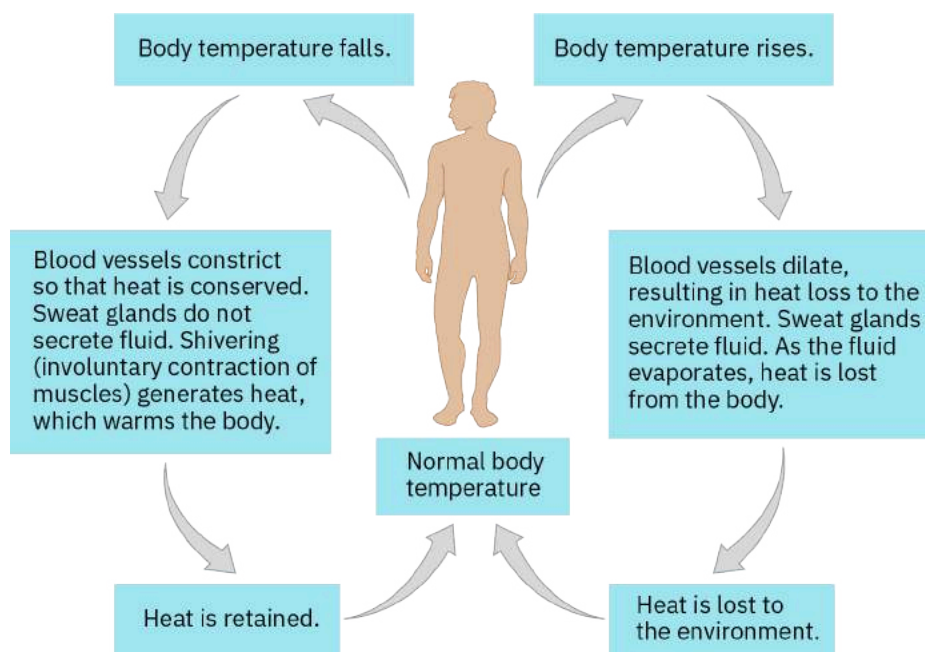 Body temperature falls.
Body temperature rises.
Blood vessels constrict
so that heat is conserved.
Sweat glands do not
secrete fluid. Shivering
(involuntary contraction of
muscles) generates heat,
which warms the body.
Blood vessels dilate,
resulting in heat loss to the
environment. Sweat glands
secrete fluid. As the fluid
evaporates, heat is lost
from the body.
Normal body
temperature
Heat is retained.
Heat is lost to
the environment.